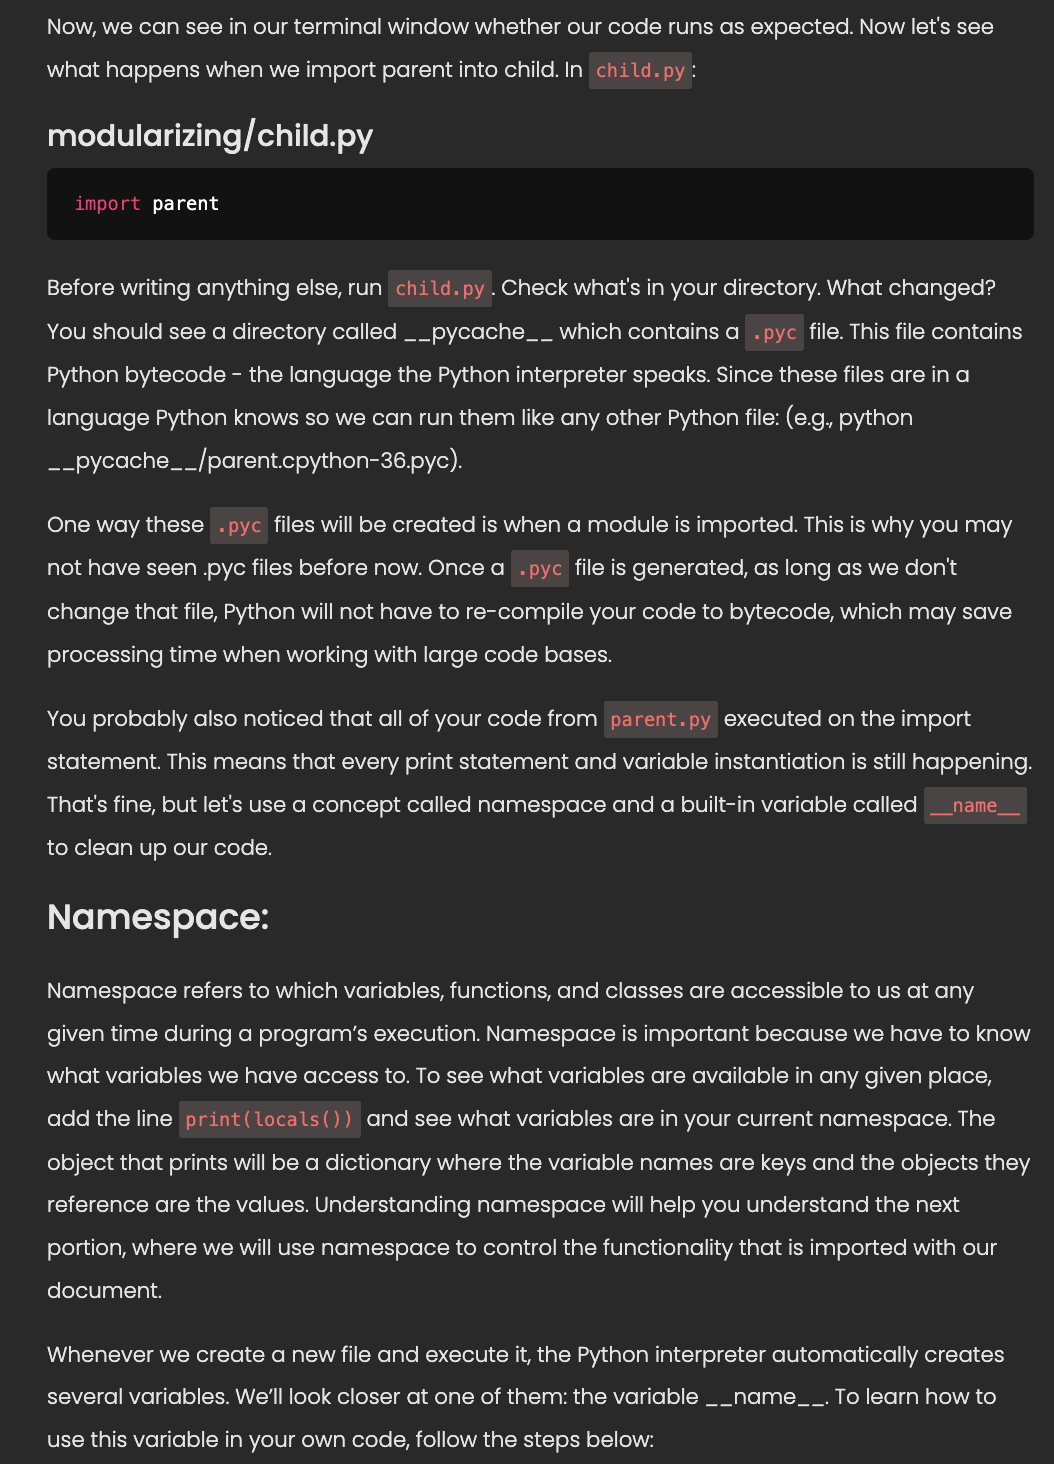 Now, we can see in our terminal window whether our code runs as expected. Now let's see
what happens when we import parent into child. In child.py:
modularizing/child.py
import parent
Before writing anything else, run child.py. Check what's in your directory. What changed?
You should see a directory called __pycache__ which contains a .pyc file. This file contains
Python bytecode - the language the Python interpreter speaks. Since these files are in a
language Python knows so we can run them like any other Python file: (e.g., python
__pycache__/parent.cpython-36.pyc).
One way these .pyc files will be created is when a module is imported. This is why you may
not have seen .pyc files before now. Once a .pyc file is generated, as long as we don't
change that file, Python will not have to re-compile your code to bytecode, which may save
processing time when working with large code bases.
You probably also noticed that all of your code from parent.py executed on the import
statement. This means that every print statement and variable instantiation is still happening.
That's fine, but let's use a concept called namespace and a built-in variable called __name__
to clean up our code.
Namespace:
Namespace refers to which variables, functions, and classes are accessible to us at any
given time during a program’s execution. Namespace is important because we have to know
what variables we have access to. To see what variables are available in any given place,
add the line print(locals()) and see what variables are in your current namespace. The
object that prints will be a dictionary where the variable names are keys and the objects they
reference are the values. Understanding namespace will help you understand the next
portion, where we will use namespace to control the functionality that is imported with our
document.
Whenever we create a new file and execute it, the Python interpreter automatically creates
several variables. We’ll look closer at one of them: the variable __name__. To learn how to
use this variable in your own code, follow the steps below: